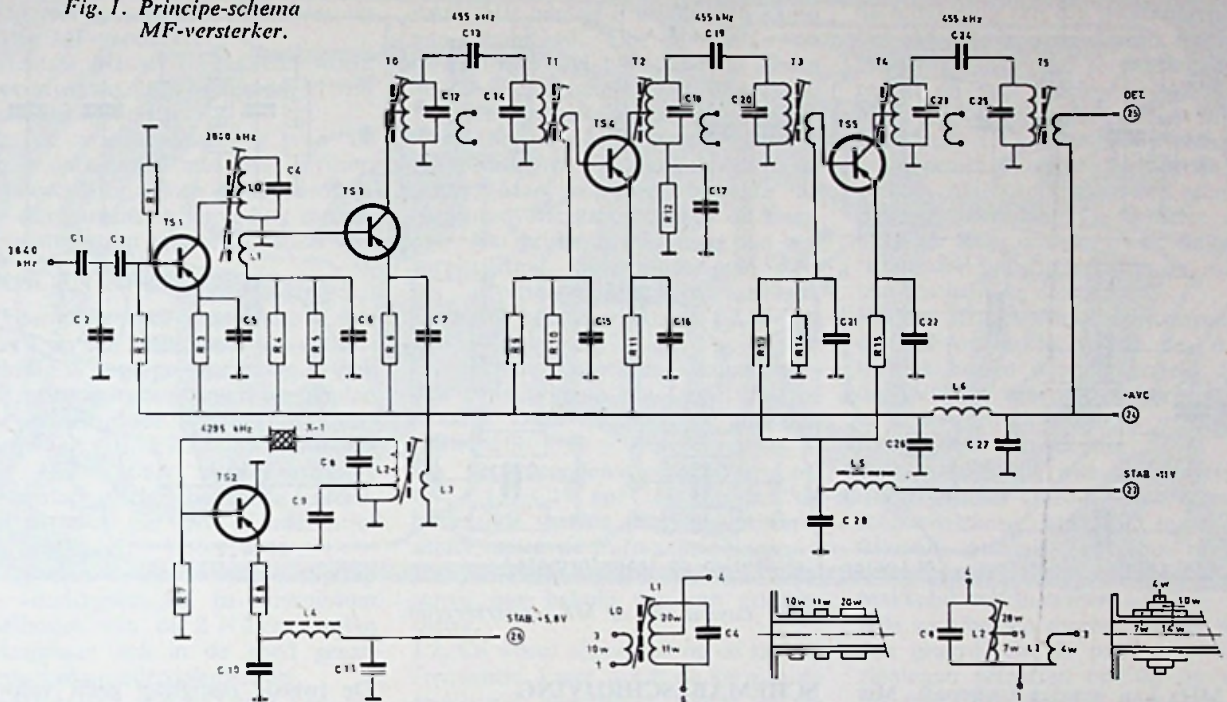 Fig. 1. Principe-schema
MF-versterker.
455 kHz
455 kHz
455 kHz
C13
C19
C24
T0
T1
T2
T3
T4
T5
C12
C14
C18
C20
C23
C25
DET.
25
TS4
TS5
3840 kHz
L0
C4
R1
TS1
TS3
R12
C17
3840
kHz
C1
C3
L1
C2
R2
R3
C5
R4
R5
C6
R6
C7
R9
R10
C15
R11
C16
R13
R14
C21
R15
C22
L6
-AVC
24
4295 kHz
X-1
C26
C27
TS2
C8
L2
L3
C9
L5
STAB. +11V
23
C28
R7
R8
L4
STAB. +5,8V
C10
C11
L0
L1
4
3
10w
1
20w
11w
C4
10w
11w
20w
4
C8
L2
28w
5
7w
L3
4w
3
1
4w
10w
7w
14w